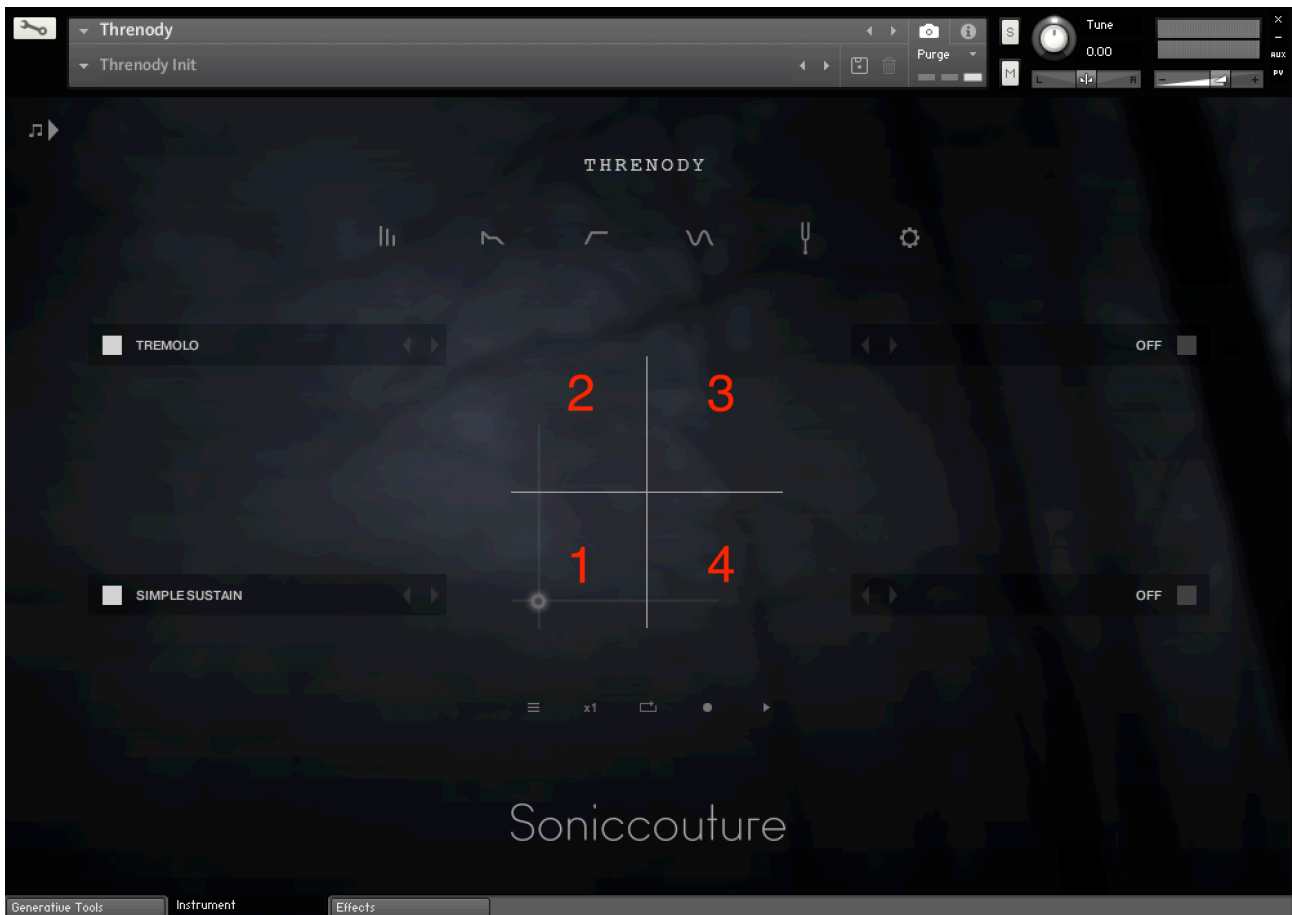 Threnody
Purge
S
Tune
0.00
AUX
PV
Threnody Init
M
L R
- +
THRENODY
TREMOLO
OFF
2 3
1 4
SIMPLE SUSTAIN
OFF
x1
Soniccouture
Generative Tools Instrument Effects